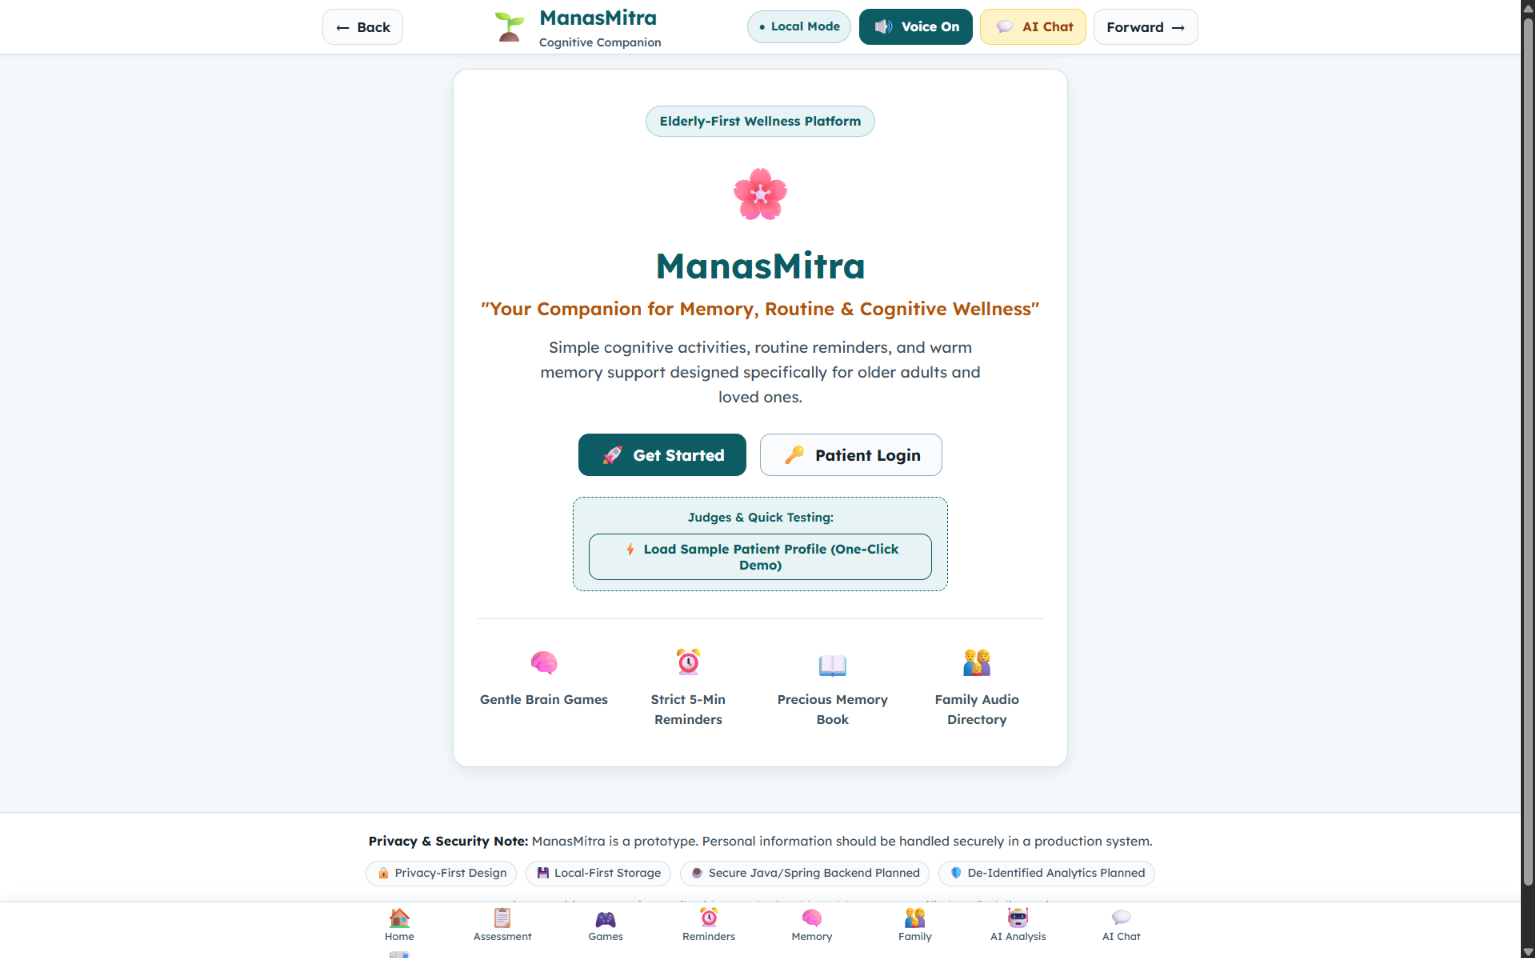 ← Back
ManasMitra
Cognitive Companion
• Local Mode
Voice On
AI Chat
Forward →
Elderly-First Wellness Platform
ManasMitra
"Your Companion for Memory, Routine & Cognitive Wellness"
Simple cognitive activities, routine reminders, and warm
memory support designed specifically for older adults and
loved ones.
Get Started
Patient Login
Judges & Quick Testing:
Load Sample Patient Profile (One-Click
Demo)
Gentle Brain Games
Strict 5-Min
Reminders
Precious Memory
Book
Family Audio
Directory
Privacy & Security Note: ManasMitra is a prototype. Personal information should be handled securely in a production system.
Privacy-First Design
Local-First Storage
Secure Java/Spring Backend Planned
De-Identified Analytics Planned
Home
Assessment
Games
Reminders
Memory
Family
AI Analysis
AI Chat